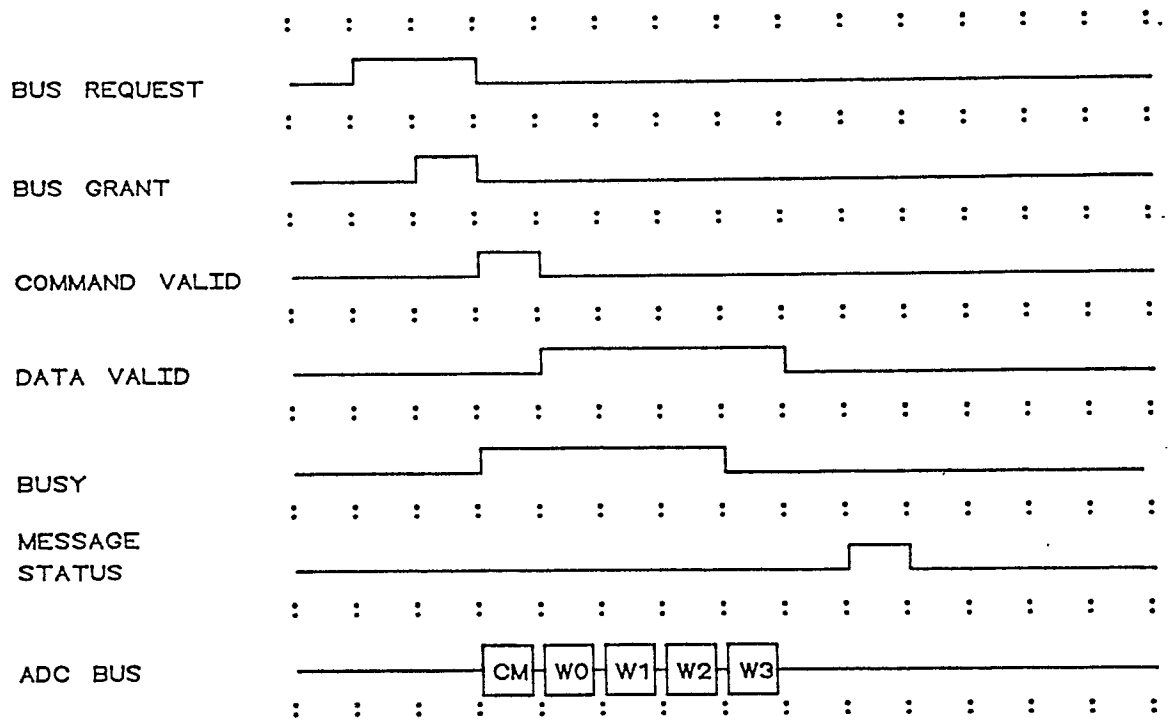 BUS REQUEST
BUS GRANT
COMMAND VALID
DATA VALID
BUSY
MESSAGE
STATUS
ADC BUS
CM W0 W1 W2 W3